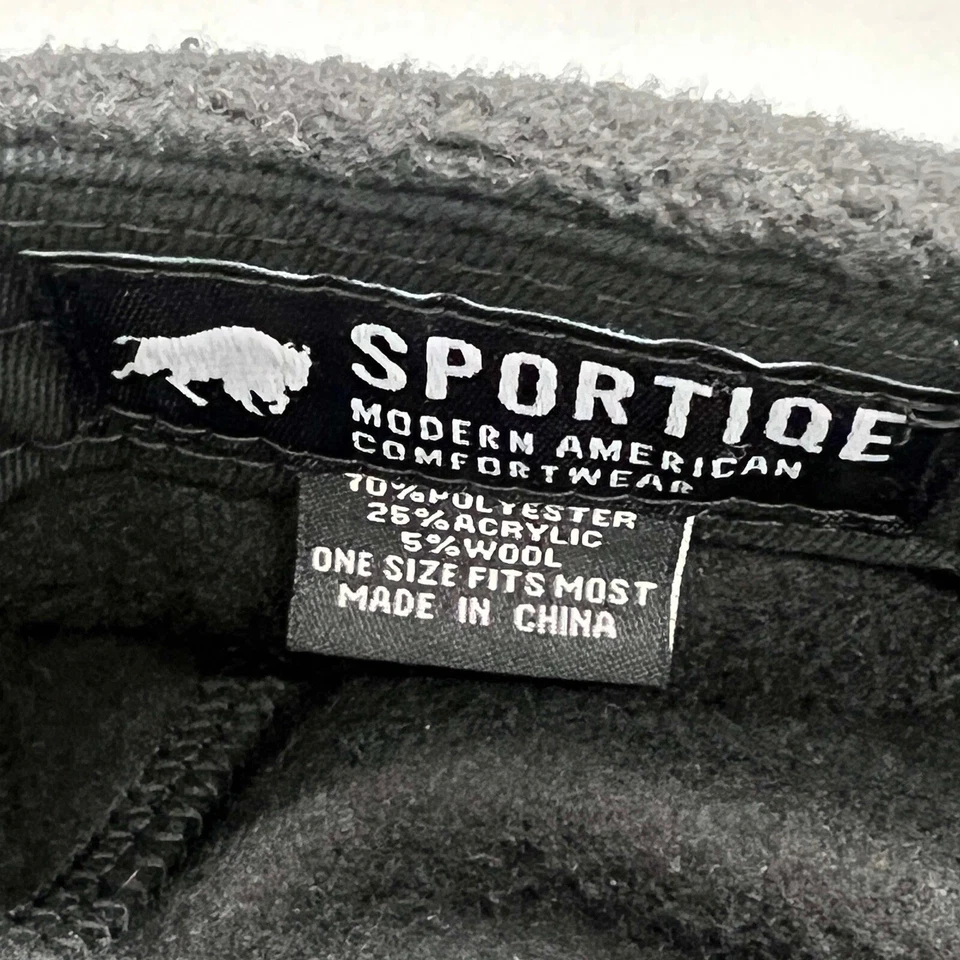 SPORTIQE
MODERN AMERICAN
COMFORTWEAR
70%POLYESTER
25%ACRYLIC
5%WOOL
ONE SIZE FITS MOST
MADE IN CHINA